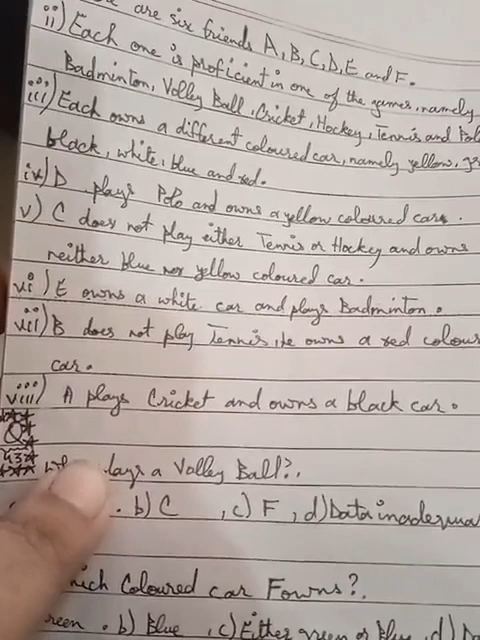 are six friends A, B, C, D, E and F.
ii) Each one is proficient in one of the games, namely
Badminton, Volley Ball, Cricket, Hockey, Tennis and Pol
iii) Each owns a different coloured car, namely yellow,
black, white, blue and red.
iv) D plays Polo and owns a yellow coloured car.
v) C does not play either Tennis or Hockey and owns
neither blue nor yellow coloured car.
vi) E owns a white car and plays Badminton.
vii) B does not play Tennis, he owns a red colour
car.
viii) A plays Cricket and owns a black car.
lays a Volley Ball?
b) C , c) F , d) Data inadequa
hich Coloured car F owns?
reen . b) Blue , c) Either green or Blue d) D